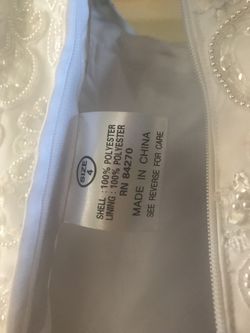 SIZE
4
SHELL : 100% POLYESTER
LINING : 100% POLYESTER
RN 84270
MADE IN CHINA
SEE REVERSE FOR CARE